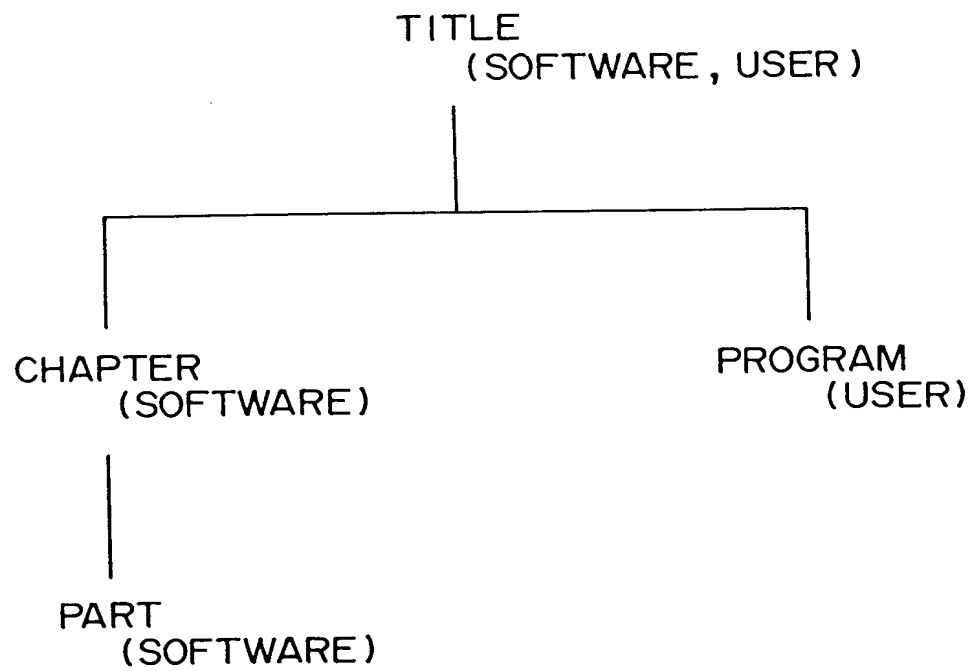 TITLE
(SOFTWARE, USER)
CHAPTER
(SOFTWARE)
PROGRAM
(USER)
PART
(SOFTWARE)